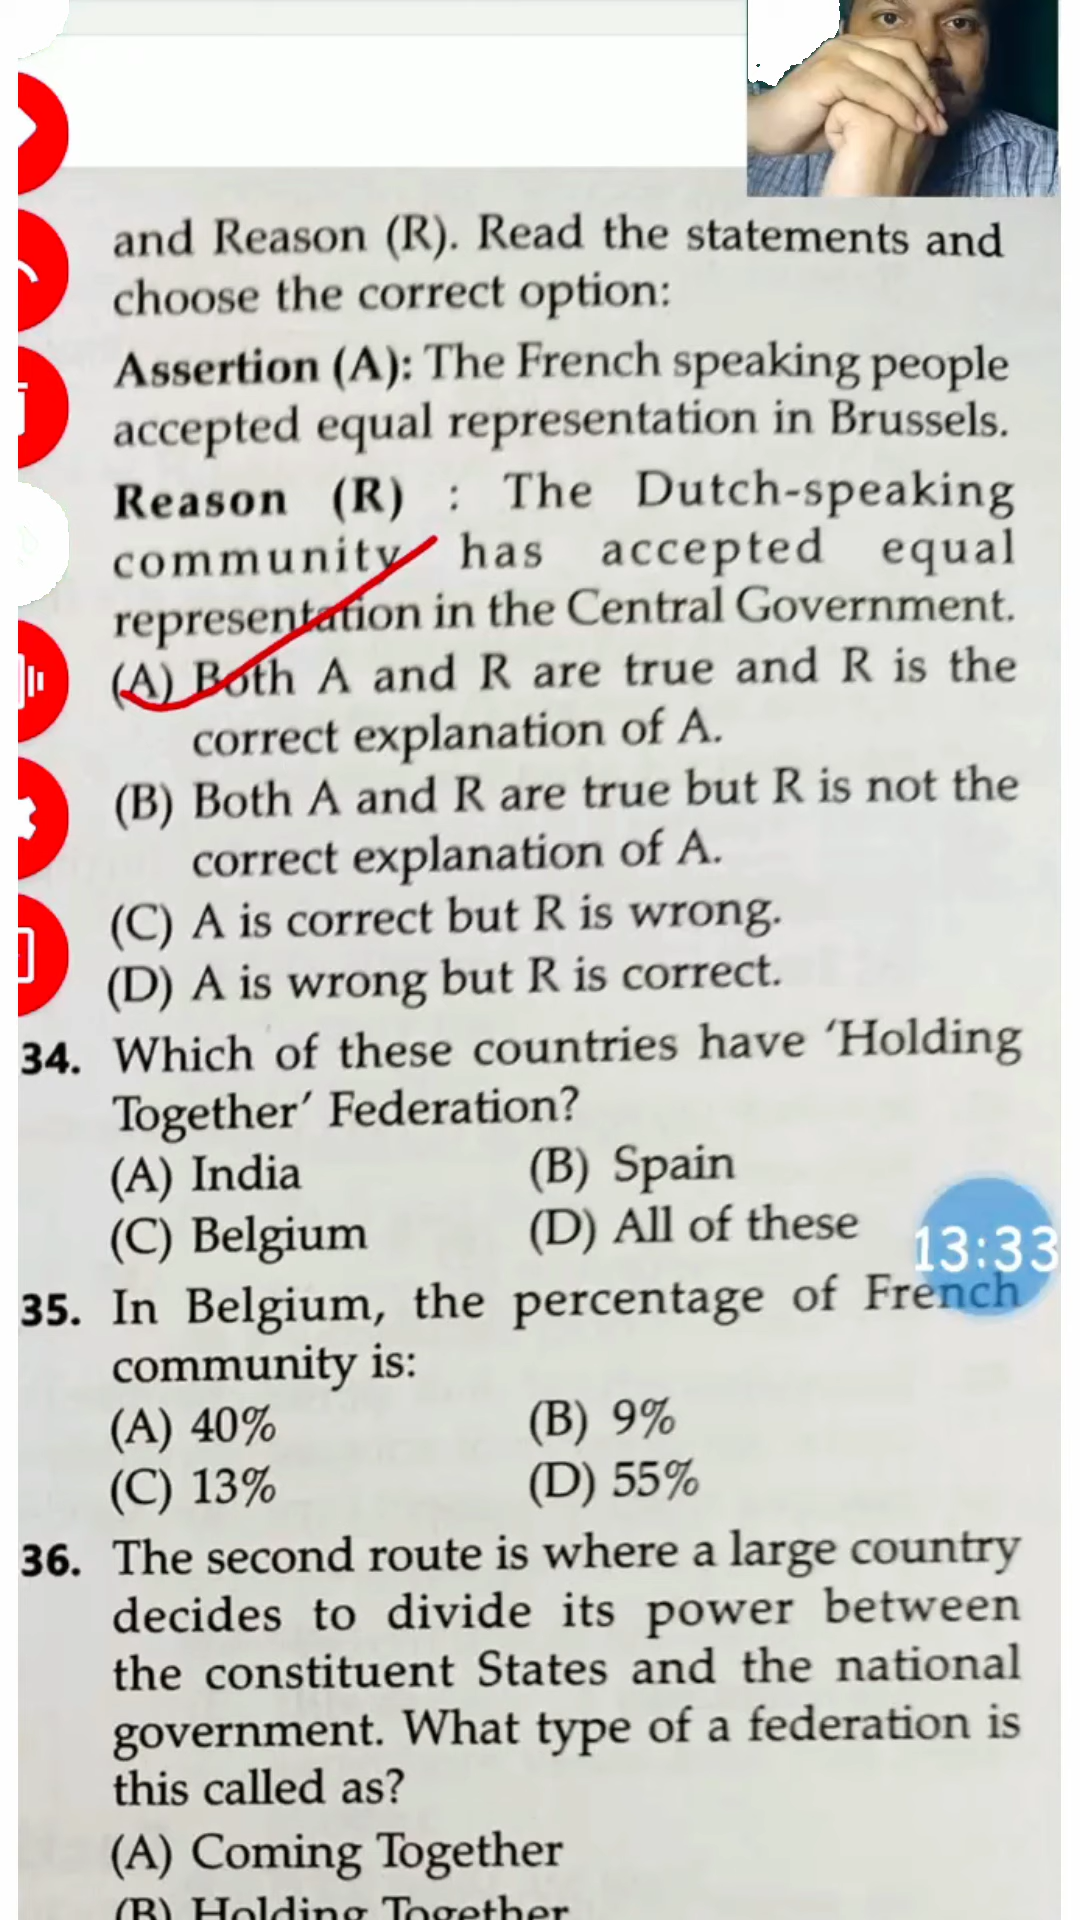 and Reason (R). Read the statements and
choose the correct option:
Assertion (A): The French speaking people
accepted equal representation in Brussels.
Reason (R) : The Dutch-speaking
community has accepted equal
representation in the Central Government.
(A) Both A and R are true and R is the
correct explanation of A.
(B) Both A and R are true but R is not the
correct explanation of A.
(C) A is correct but R is wrong.
(D) A is wrong but R is correct.
34. Which of these countries have ‘Holding
Together’ Federation?
(A) India (B) Spain
(C) Belgium (D) All of these
13:33
35. In Belgium, the percentage of French
community is:
(A) 40% (B) 9%
(C) 13% (D) 55%
36. The second route is where a large country
decides to divide its power between
the constituent States and the national
government. What type of a federation is
this called as?
(A) Coming Together
(B) Holding Together